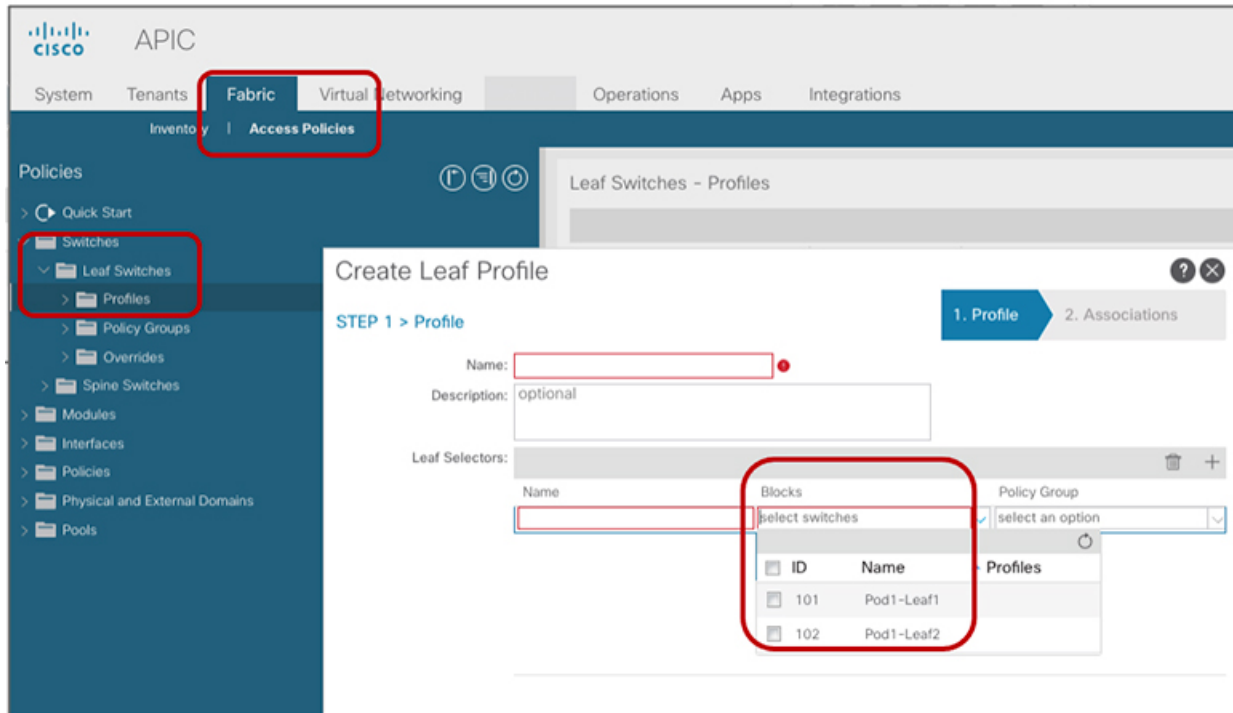 CISCO
APIC
System Tenants Fabric Virtual Networking Operations Apps Integrations
Inventory | Access Policies
Policies
Quick Start
Switches
Leaf Switches
Profiles
Policy Groups
Overrides
Spine Switches
Modules
Interfaces
Policies
Physical and External Domains
Pools
Leaf Switches - Profiles
Create Leaf Profile
STEP 1 > Profile
1. Profile 2. Associations
Name:
Description: optional
Leaf Selectors:
Name Blocks Policy Group
select switches select an option
ID Name Profiles
101 Pod1-Leaf1
102 Pod1-Leaf2